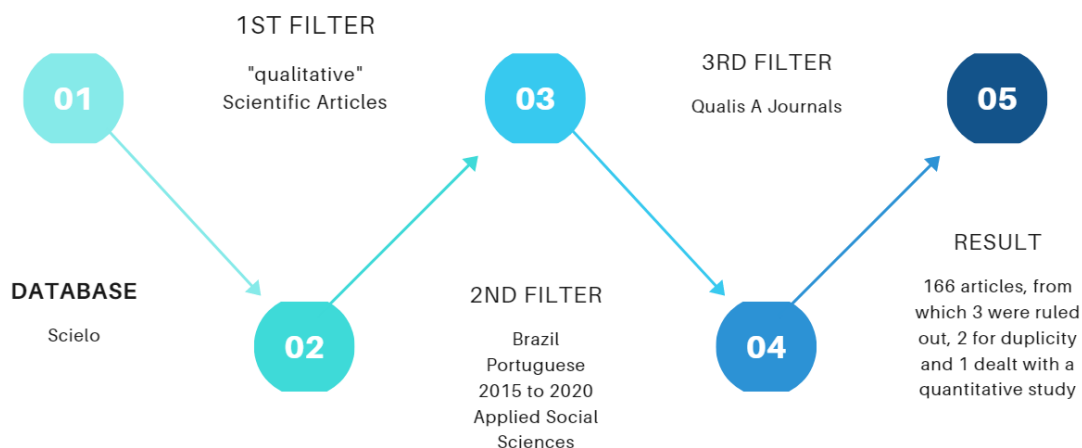 01
DATABASE
Scielo
02
1ST FILTER
"qualitative"
Scientific Articles
03
2ND FILTER
Brazil
Portuguese
2015 to 2020
Applied Social
Sciences
04
3RD FILTER
Qualis A Journals
05
RESULT
166 articles, from
which 3 were ruled
out, 2 for duplicity
and 1 dealt with a
quantitative study